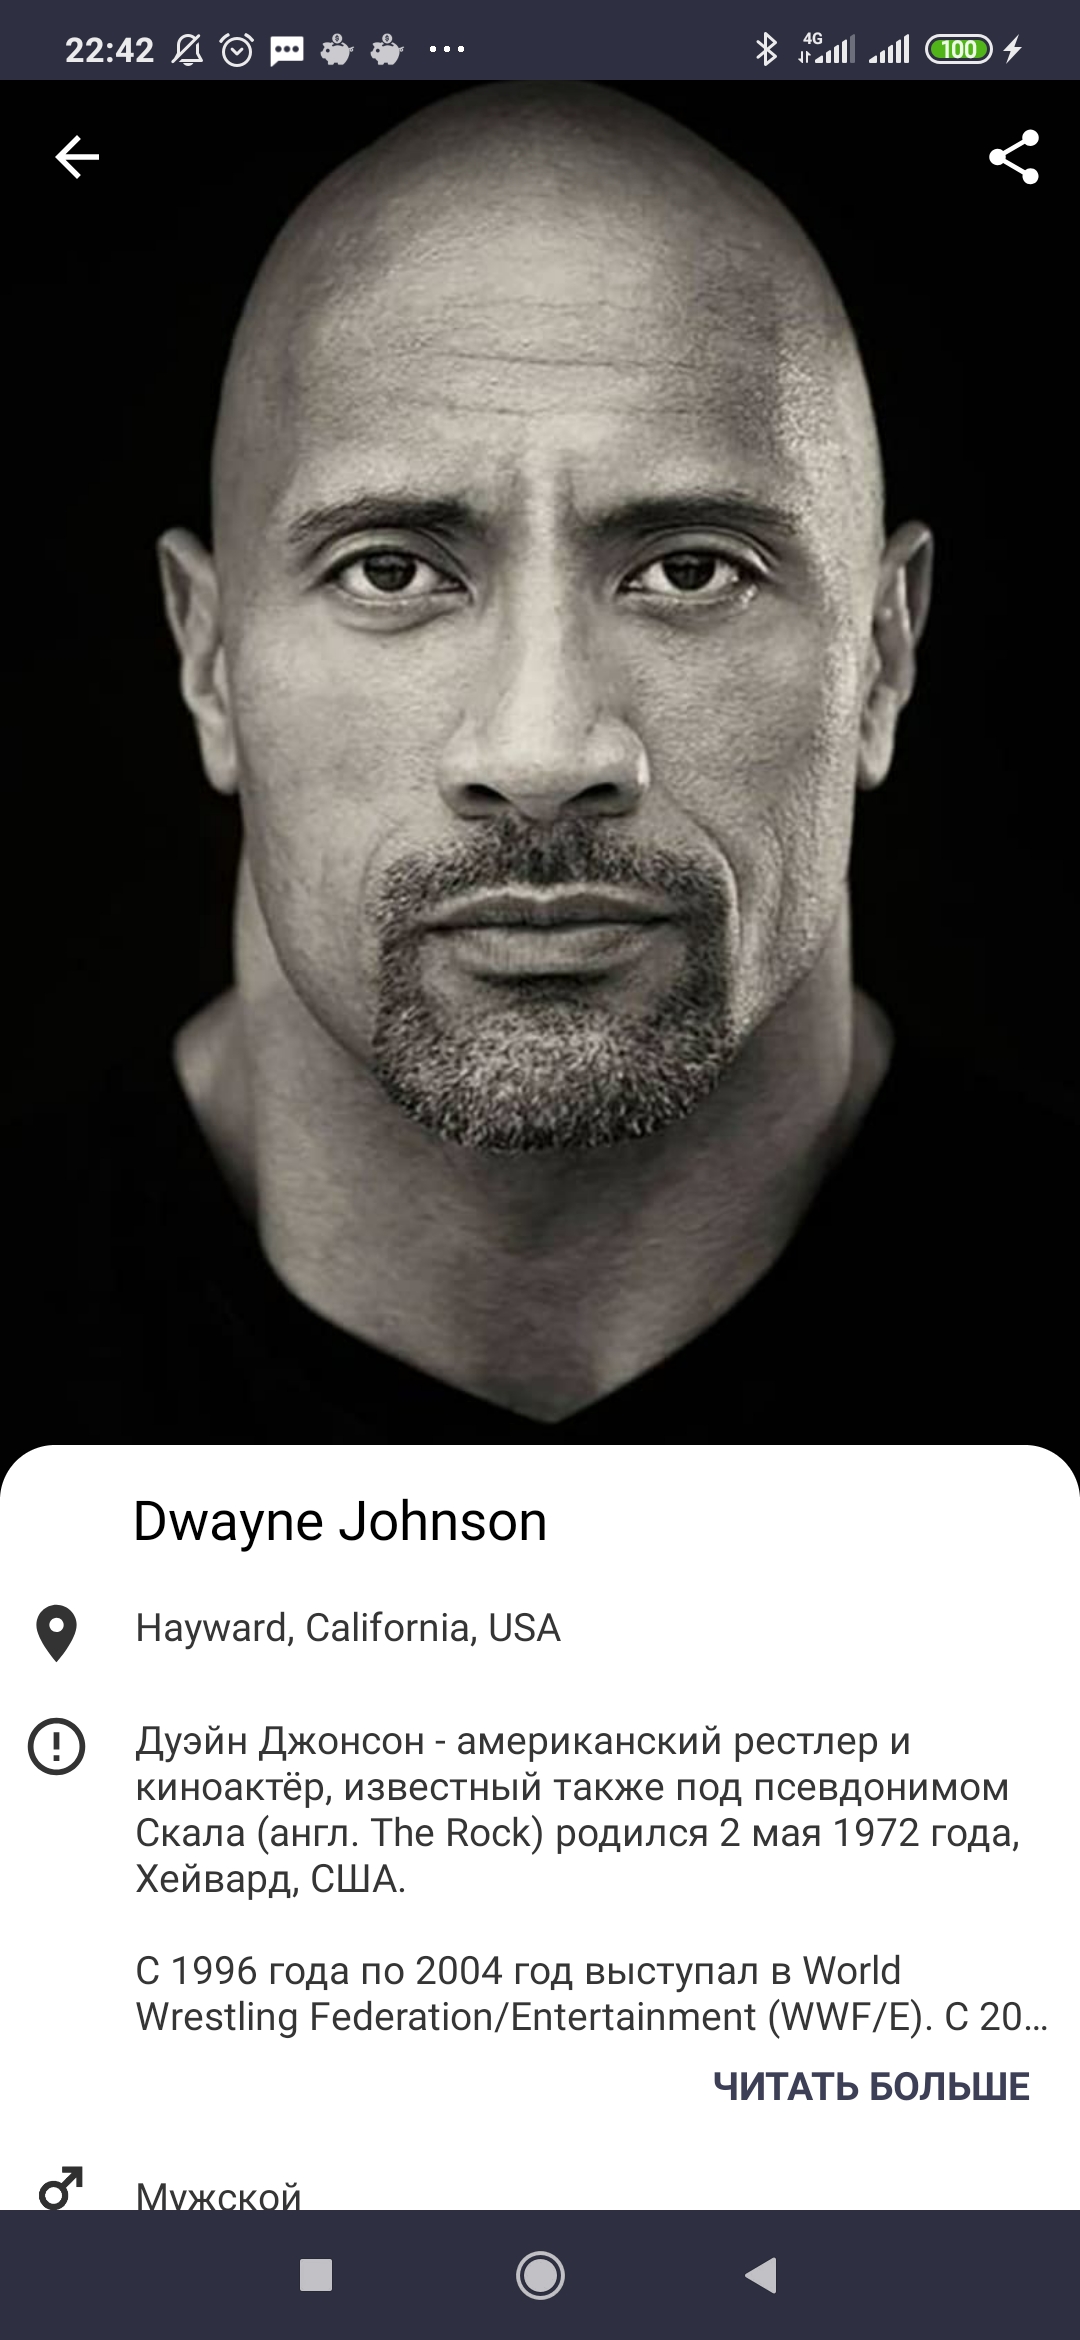 22:42
4G
100
Dwayne Johnson
Hayward, California, USA
Дуэйн Джонсон - американский рестлер и
киноактёр, известный также под псевдонимом
Скала (англ. The Rock) родился 2 мая 1972 года,
Хейвард, США.
С 1996 года по 2004 год выступал в World
Wrestling Federation/Entertainment (WWF/E). С 20...
ЧИТАТЬ БОЛЬШЕ
Мужской